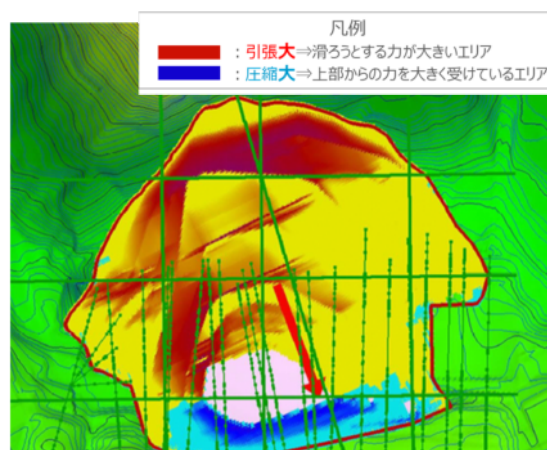 凡例
：引張大⇒滑ろうとする力が大きいエリア
：圧縮大⇒上部からの力を大きく受けているエリア